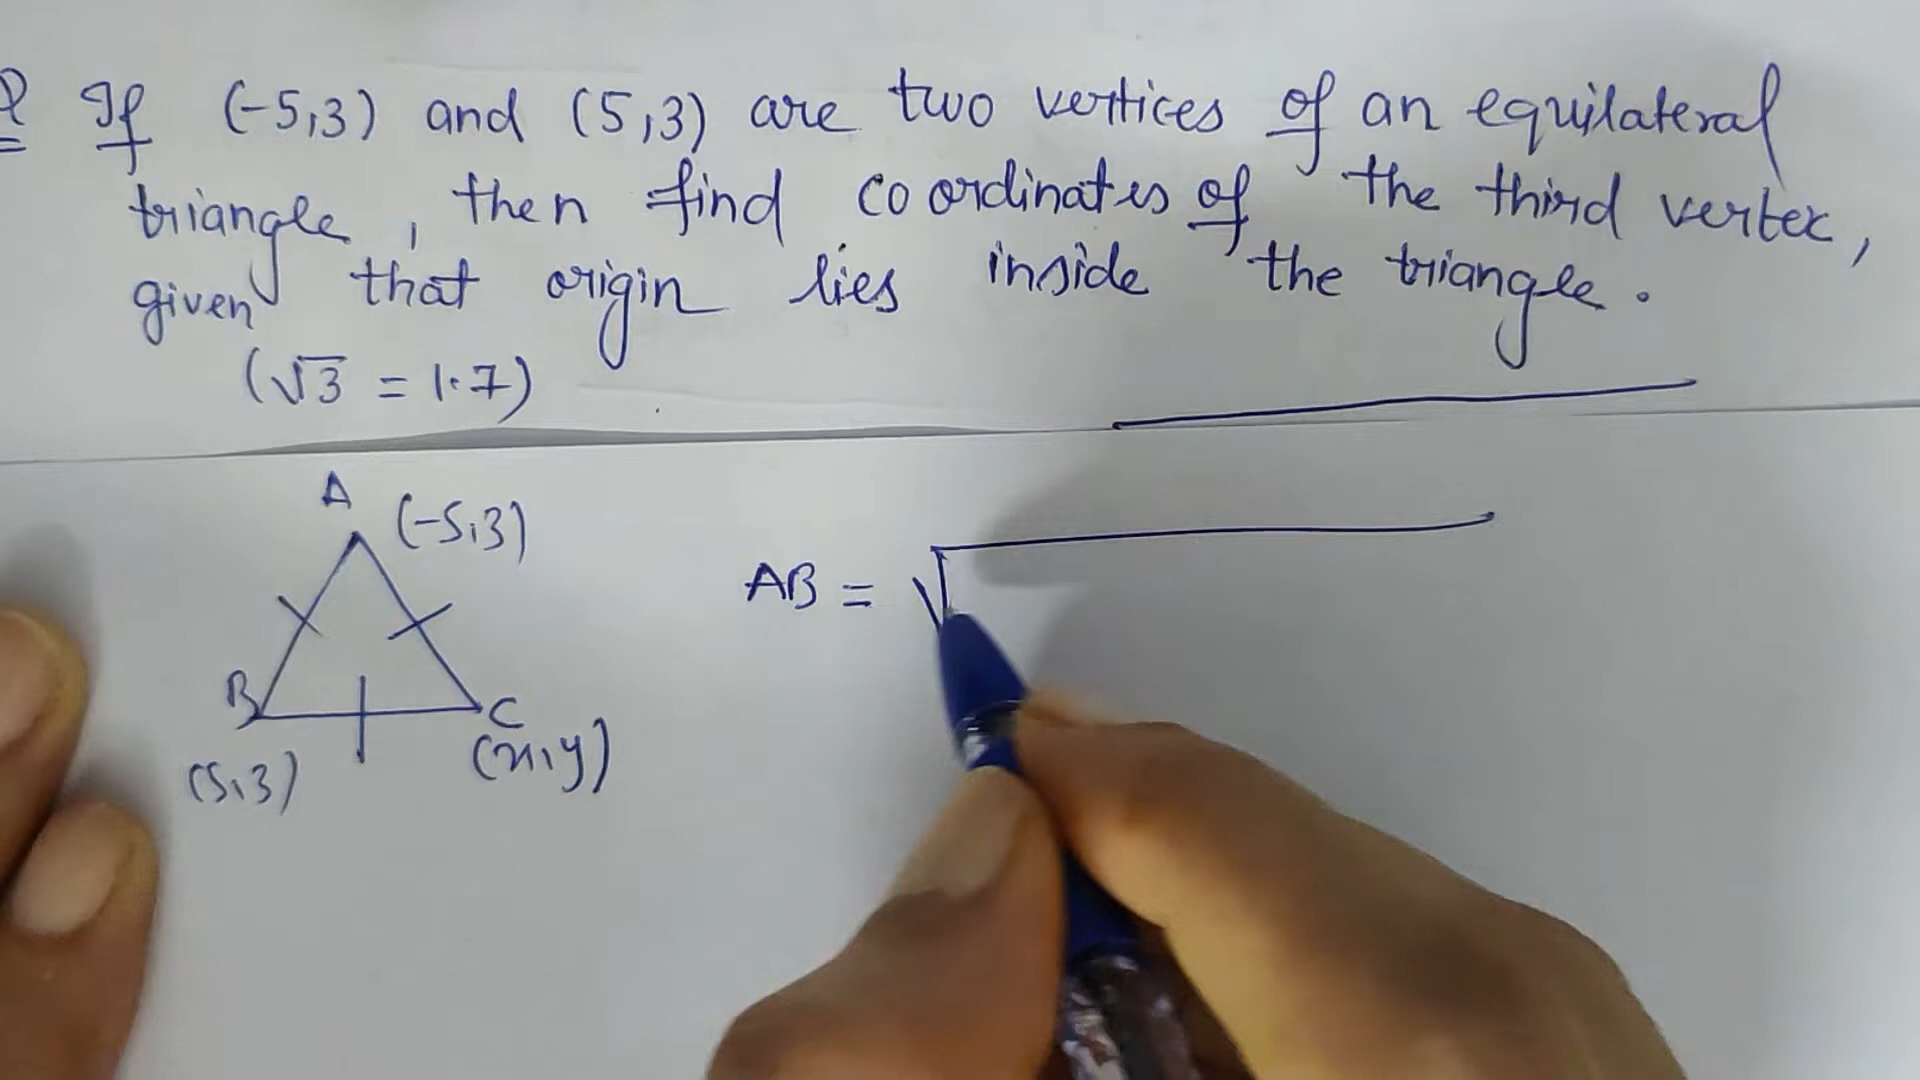 Q If (-5,3) and (5,3) are two vertices of an equilateral
triangle, then find coordinates of the third vertex,
given that origin lies inside the triangle.
(√3 = 1.7)
A (-5,3)
AB = √
B C
(5,3) (x,y)